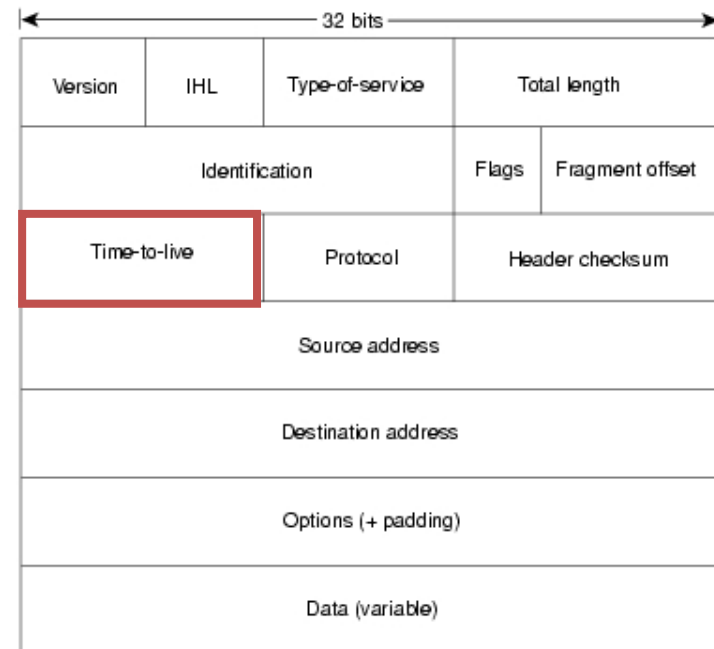 32 bits
Version IHL Type-of-service Total length
Identification Flags Fragment offset
Time-to-live Protocol Header checksum
Source address
Destination address
Options (+ padding)
Data (variable)